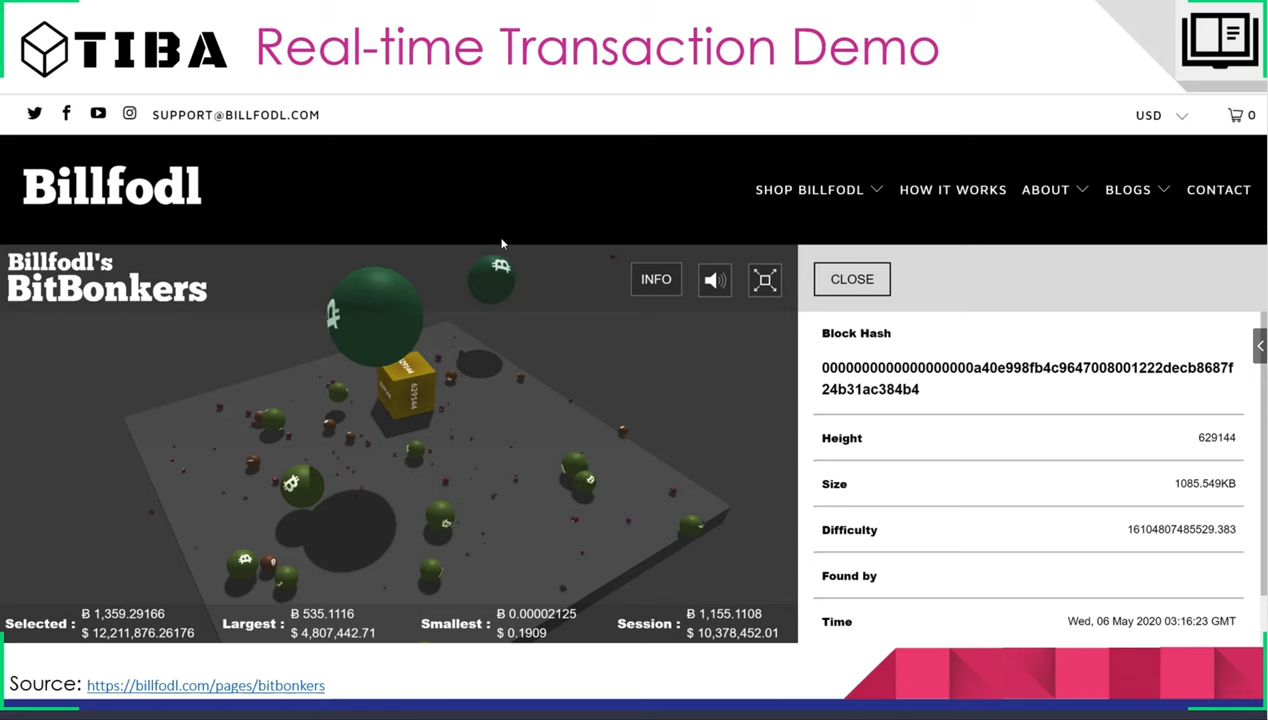 TIBA Real-time Transaction Demo
SUPPORT@BILLFODL.COM
USD
0
Billfodl
SHOP BILLFODL HOW IT WORKS ABOUT BLOGS CONTACT
Billfodl's
BitBonkers
INFO
CLOSE
629144
Block Hash
0000000000000000000a40e998fb4c9647008001222decb8687f
24b31ac384b4
Height 629144
Size 1085.549KB
Difficulty 16104807485529.383
Found by
Time Wed, 06 May 2020 03:16:23 GMT
Selected : Ƀ 1,359.29166
$ 12,211,876.26176
Largest : Ƀ 535.1116
$ 4,807,442.71
Smallest : Ƀ 0.00002125
$ 0.1909
Session : Ƀ 1,155.1108
$ 10,378,452.01
Source: https://billfodl.com/pages/bitbonkers